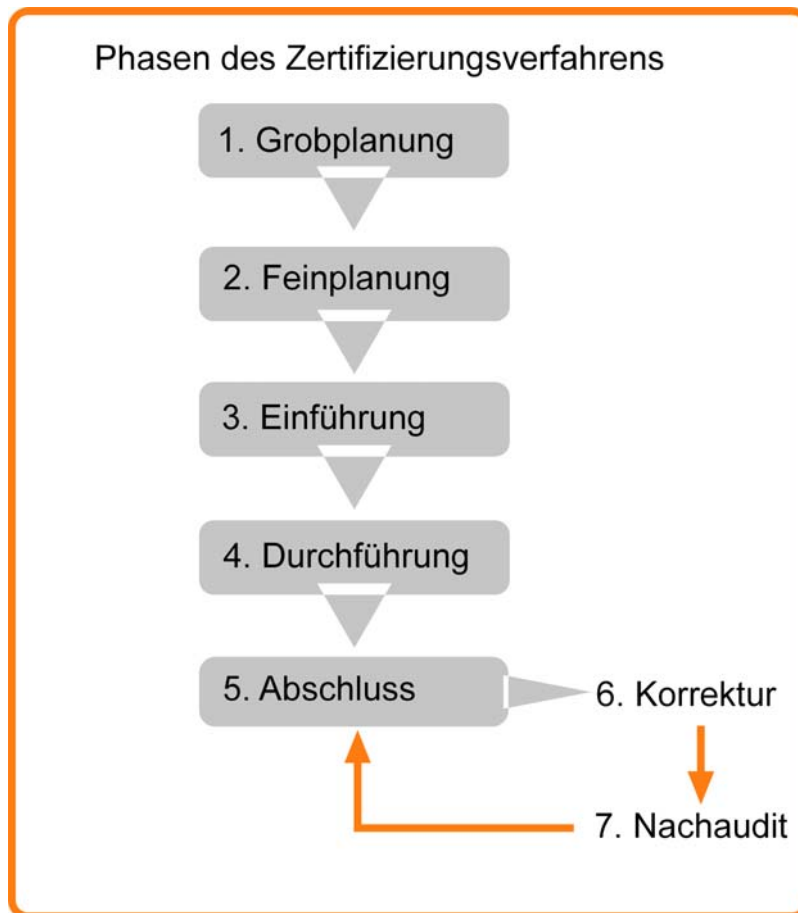 Phasen des Zertifizierungsverfahrens
1. Grobplanung
2. Feinplanung
3. Einführung
4. Durchführung
5. Abschluss
6. Korrektur
7. Nachaudit